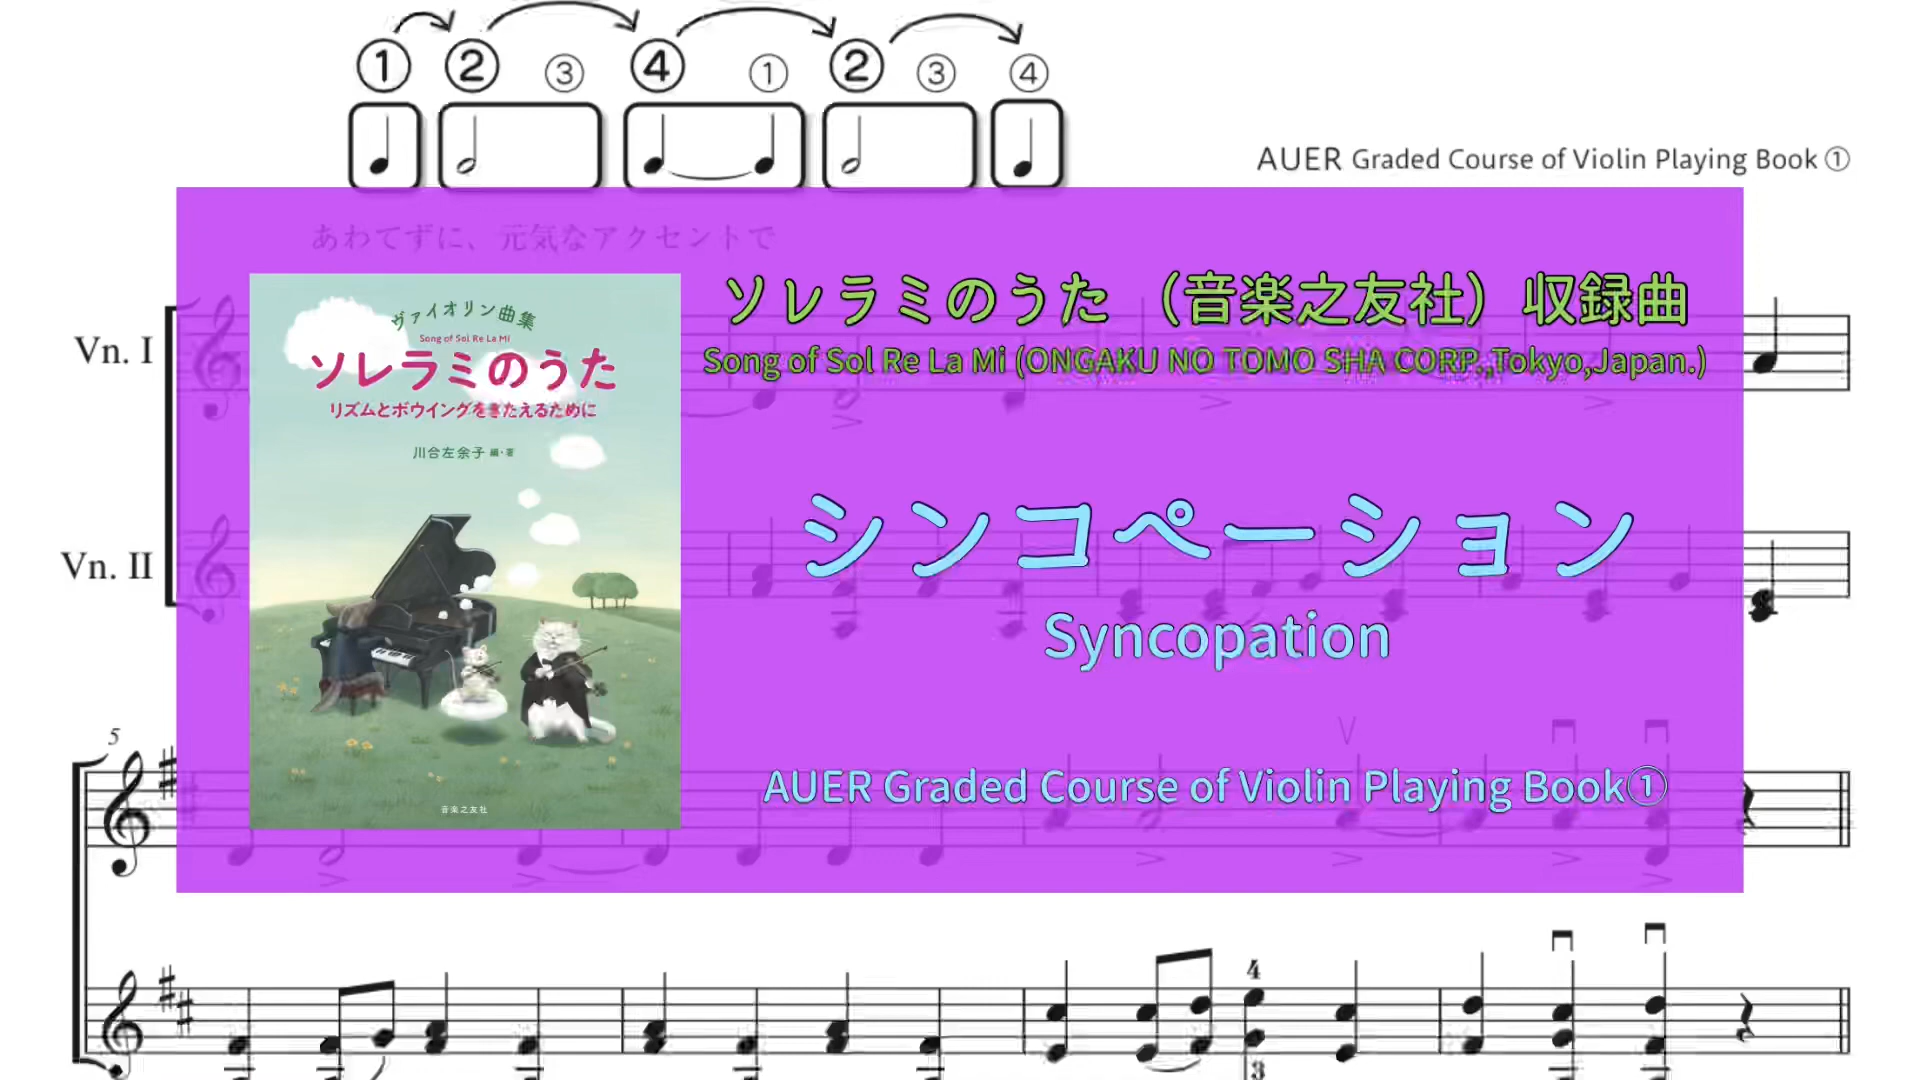 ① ② ③ ④ ① ② ③ ④
AUER Graded Course of Violin Playing Book ①
あわてずに、元気なアクセントで
Vn. I
Vn. II
ヴァイオリン曲集
Song of Sol Re La Mi
ソレラミのうた
リズムとボウイングをきたえるために
川合左余子 編・著
音楽之友社
ソレラミのうた （音楽之友社）収録曲
Song of Sol Re La Mi (ONGAKU NO TOMO SHA CORP.,Tokyo,Japan.)
シンコペーション
Syncopation
AUER Graded Course of Violin Playing Book①
5
4
3